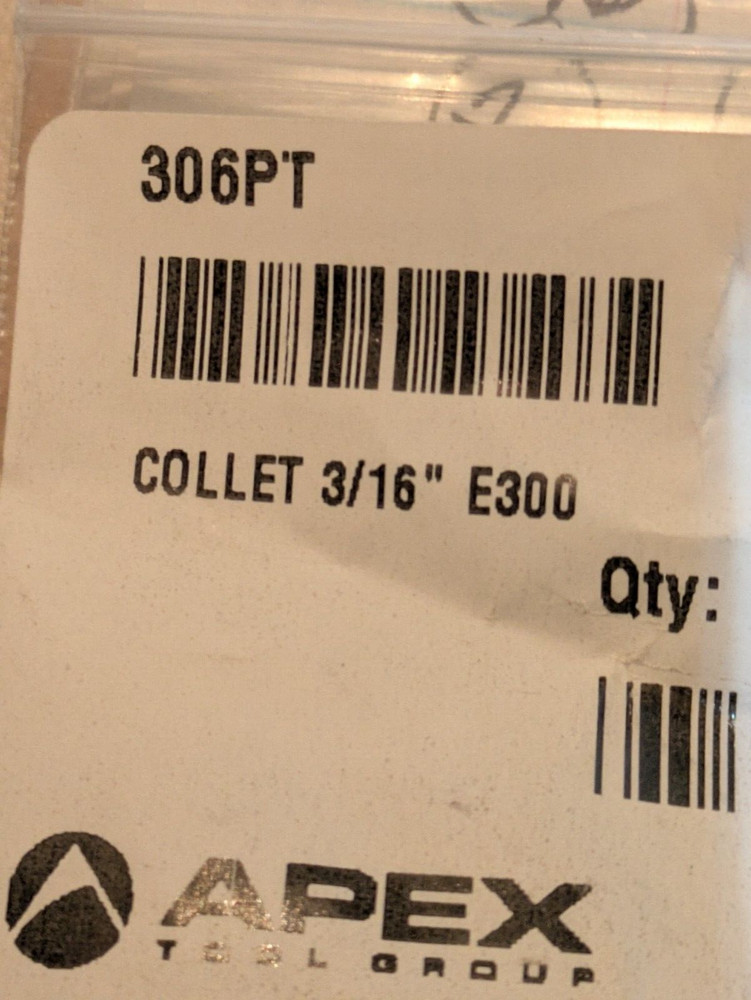 306PT
COLLET 3/16" E300
Qty:
APEX
TOOL GROUP